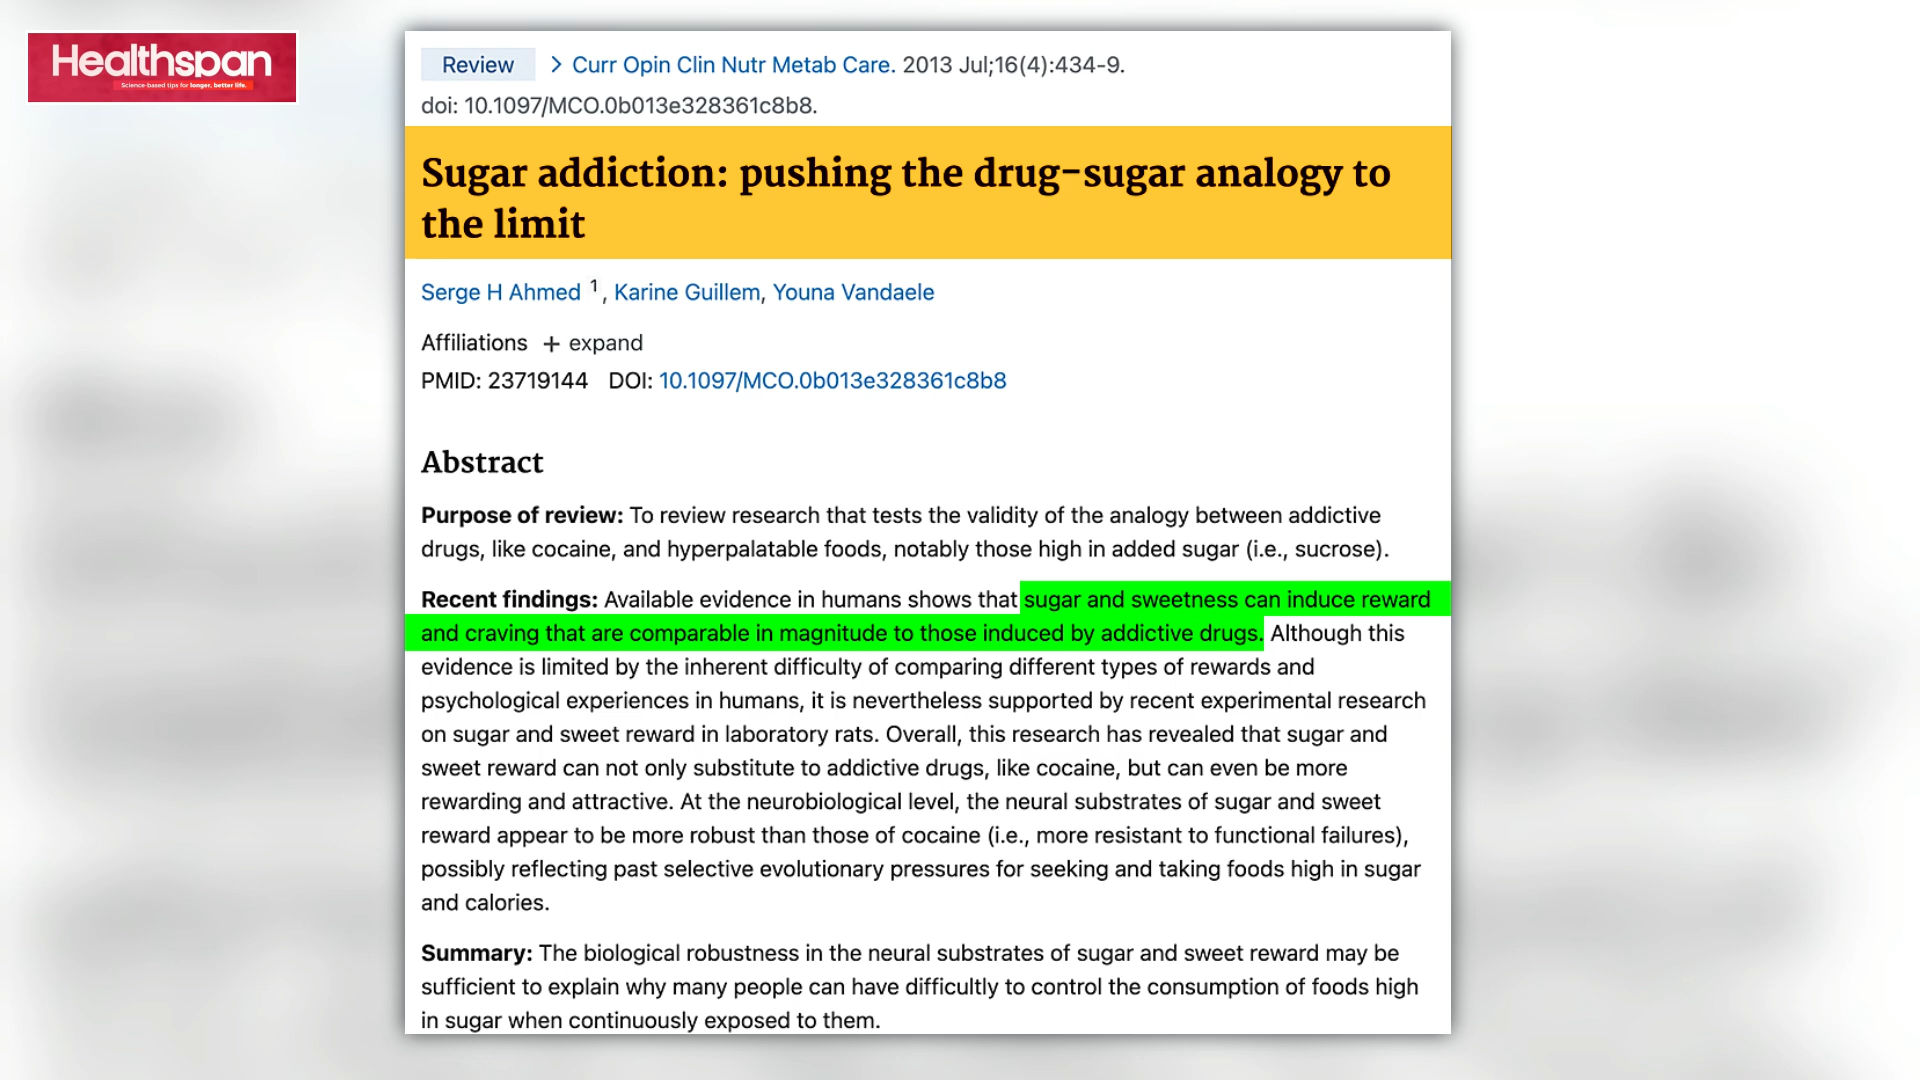 Healthspan
Science-based tips for longer, better life.
Review > Curr Opin Clin Nutr Metab Care. 2013 Jul;16(4):434-9.
doi: 10.1097/MCO.0b013e328361c8b8.
Sugar addiction: pushing the drug-sugar analogy to
the limit
Serge H Ahmed 1, Karine Guillem, Youna Vandaele
Affiliations + expand
PMID: 23719144 DOI: 10.1097/MCO.0b013e328361c8b8
Abstract
Purpose of review: To review research that tests the validity of the analogy between addictive
drugs, like cocaine, and hyperpalatable foods, notably those high in added sugar (i.e., sucrose).
Recent findings: Available evidence in humans shows that sugar and sweetness can induce reward
and craving that are comparable in magnitude to those induced by addictive drugs. Although this
evidence is limited by the inherent difficulty of comparing different types of rewards and
psychological experiences in humans, it is nevertheless supported by recent experimental research
on sugar and sweet reward in laboratory rats. Overall, this research has revealed that sugar and
sweet reward can not only substitute to addictive drugs, like cocaine, but can even be more
rewarding and attractive. At the neurobiological level, the neural substrates of sugar and sweet
reward appear to be more robust than those of cocaine (i.e., more resistant to functional failures),
possibly reflecting past selective evolutionary pressures for seeking and taking foods high in sugar
and calories.
Summary: The biological robustness in the neural substrates of sugar and sweet reward may be
sufficient to explain why many people can have difficultly to control the consumption of foods high
in sugar when continuously exposed to them.